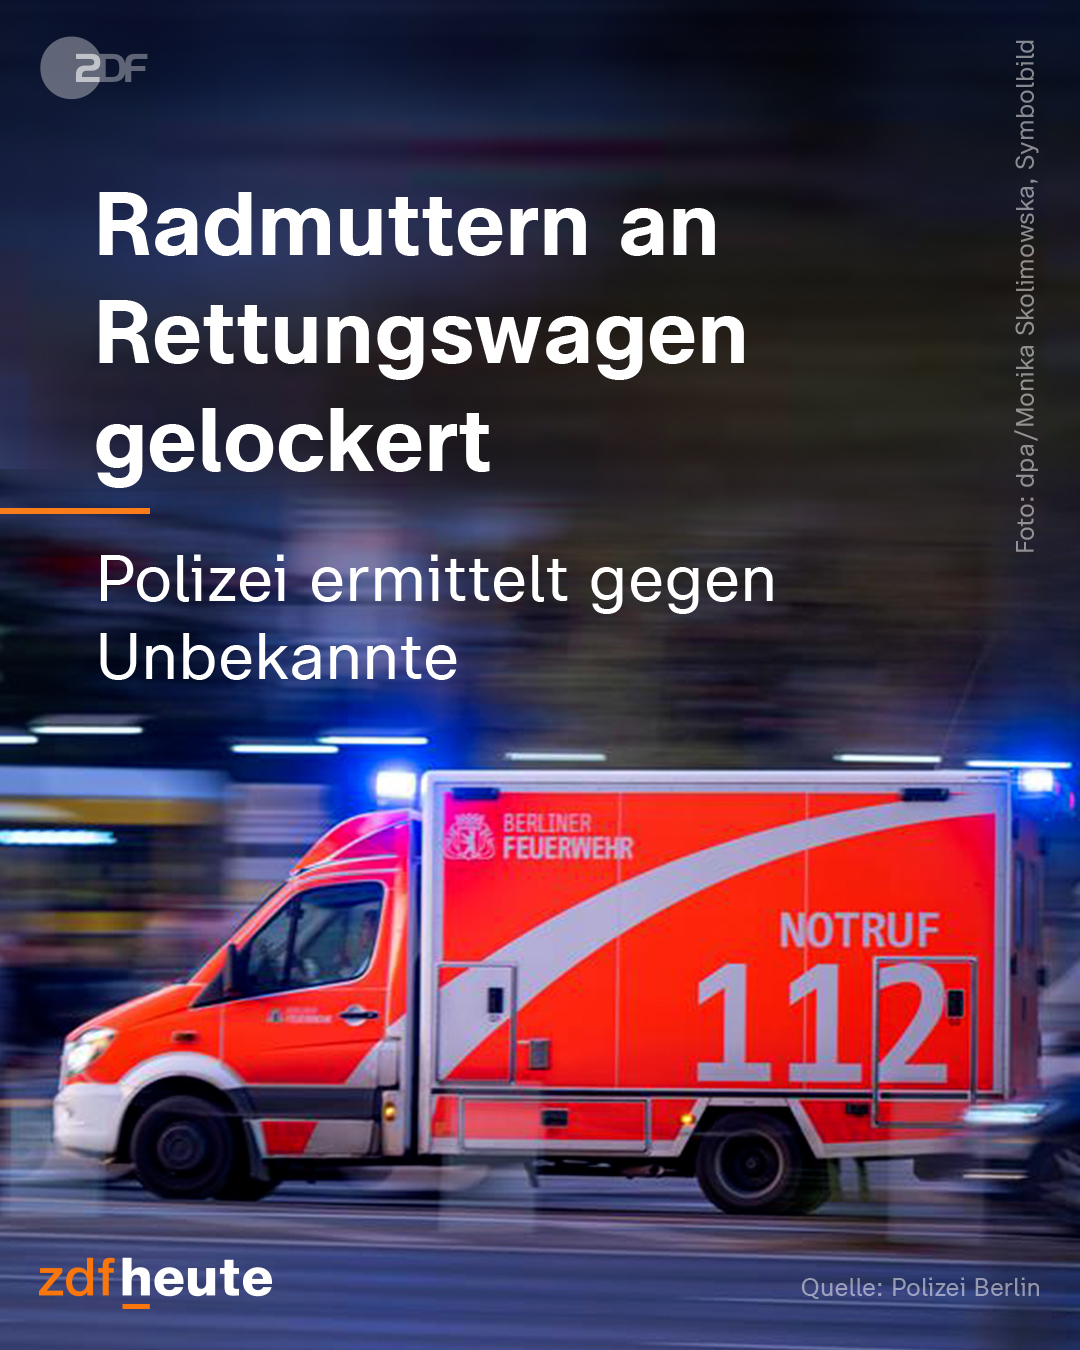 ZDF
Foto: dpa/Monika Skolimowska, Symbolbild
Radmuttern an
Rettungswagen
gelockert
Polizei ermittelt gegen
Unbekannte
BERLINER
FEUERWEHR
NOTRUF
112
zdfheute
Quelle: Polizei Berlin